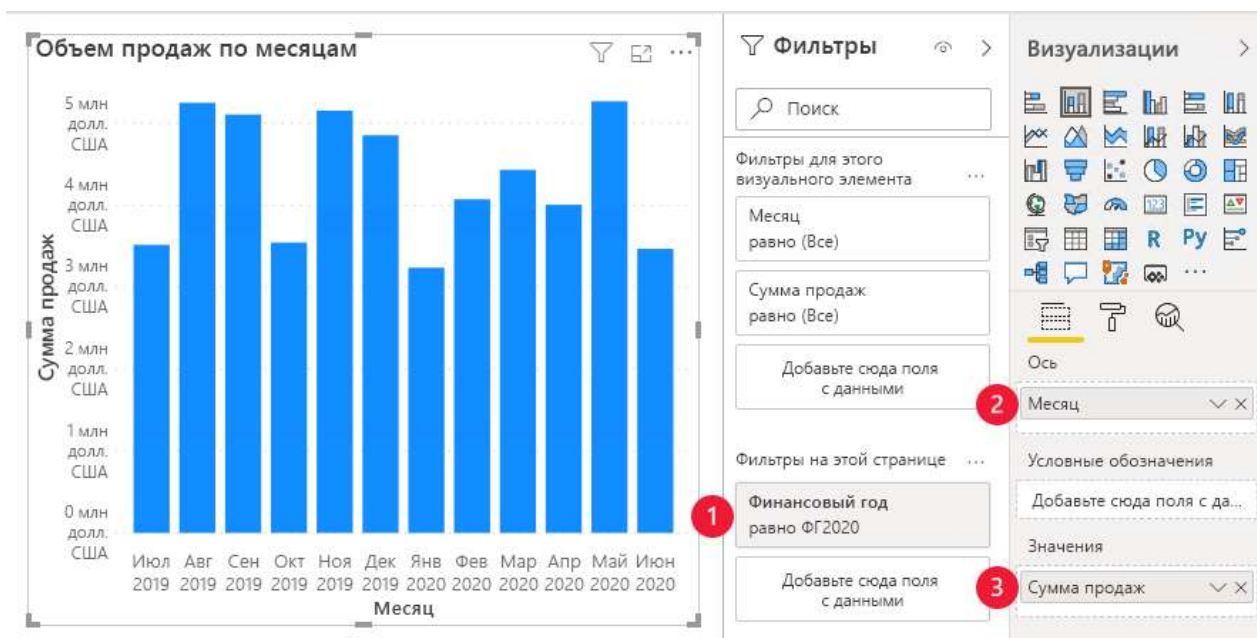 Объем продаж по месяцам
5 млн
долл.
США
4 млн
долл.
США
3 млн
долл.
США
2 млн
долл.
США
1 млн
долл.
США
0 млн
долл.
США
Сумма продаж
Июл Авг Сен Окт Ноя Дек Янв Фев Мар Апр Май Июн
2019 2019 2019 2019 2019 2019 2020 2020 2020 2020 2020 2020
Месяц
Фильтры
Поиск
Фильтры для этого
визуального элемента
Месяц
равно (Все)
Сумма продаж
равно (Все)
Добавьте сюда поля
с данными
Фильтры на этой странице
1
Финансовый год
равно ФГ2020
Добавьте сюда поля
с данными
Визуализации
123
R Py
Ось
2
Месяц
Условные обозначения
Добавьте сюда поля с да...
Значения
3
Сумма продаж